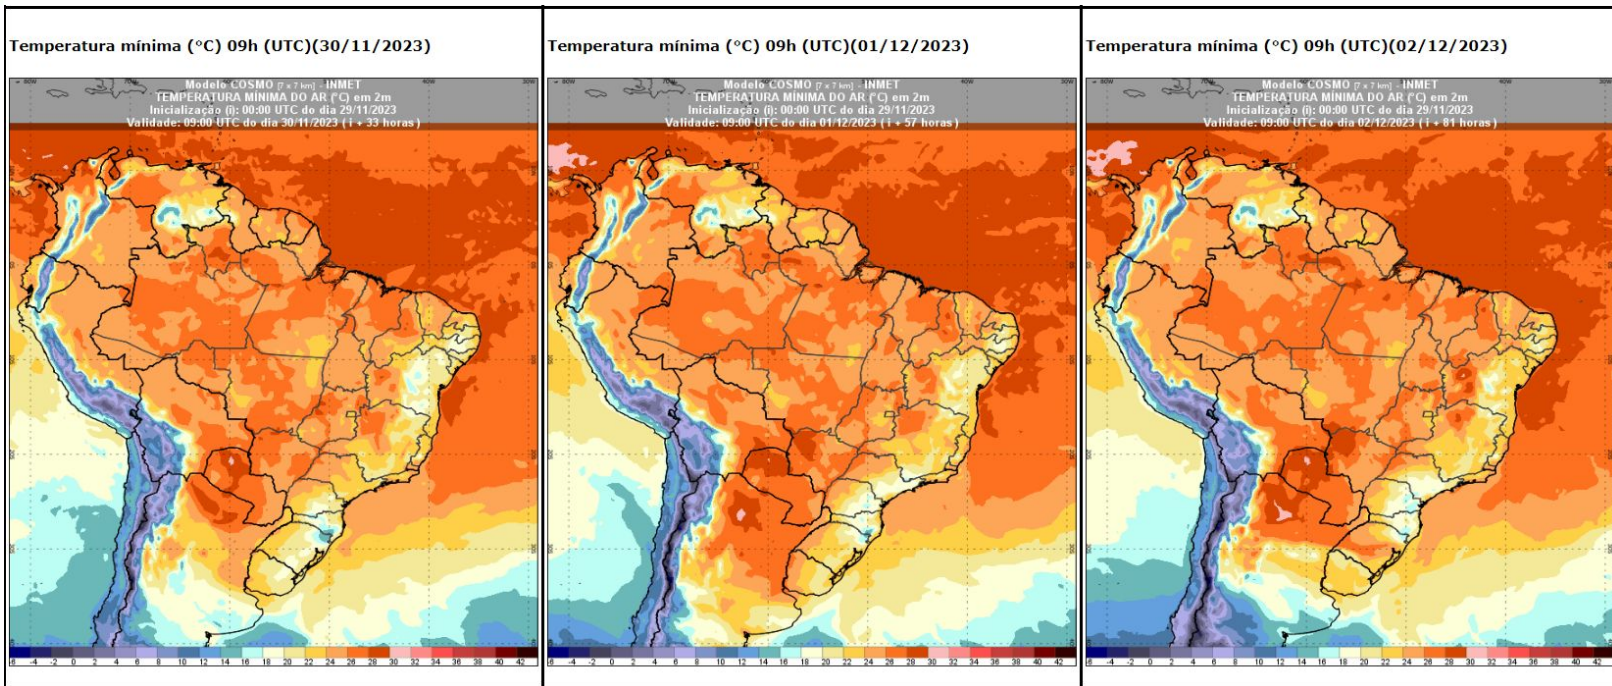 Temperatura mínima (°C) 09h (UTC)(30/11/2023)
Modelo COSMO [7 x 7 km] - INMET
TEMPERATURA MÍNIMA DO AR (°C) em 2m
Inicialização (i): 00:00 UTC do dia 29/11/2023
Validade: 09:00 UTC do dia 30/11/2023 ( i + 33 horas )
-6 -4 -2 0 2 4 6 8 10 12 14 16 18 20 22 24 26 28 30 32 34 36 38 40 42
Temperatura mínima (°C) 09h (UTC)(01/12/2023)
Modelo COSMO [7 x 7 km] - INMET
TEMPERATURA MÍNIMA DO AR (°C) em 2m
Inicialização (i): 00:00 UTC do dia 29/11/2023
Validade: 09:00 UTC do dia 01/12/2023 ( i + 57 horas )
-6 -4 -2 0 2 4 6 8 10 12 14 16 18 20 22 24 26 28 30 32 34 36 38 40 42
Temperatura mínima (°C) 09h (UTC)(02/12/2023)
Modelo COSMO [7 x 7 km] - INMET
TEMPERATURA MÍNIMA DO AR (°C) em 2m
Inicialização (i): 00:00 UTC do dia 29/11/2023
Validade: 09:00 UTC do dia 02/12/2023 ( i + 81 horas )
-6 -4 -2 0 2 4 6 8 10 12 14 16 18 20 22 24 26 28 30 32 34 36 38 40 42